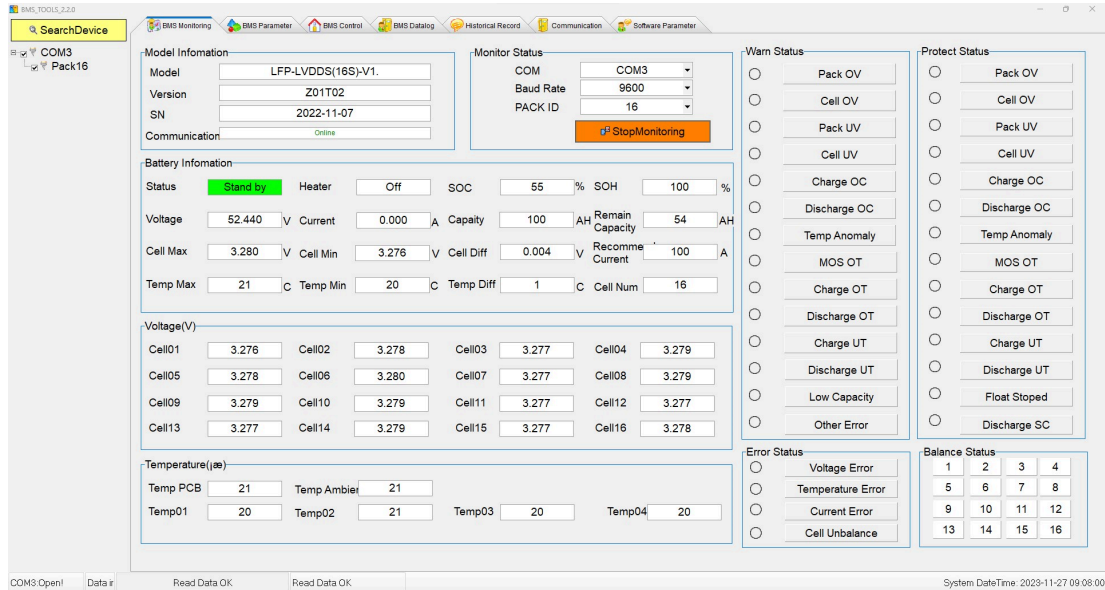 BMS_TOOLS_2.2.0
SearchDevice
COM3
Pack16
BMS Monitoring BMS Parameter BMS Control BMS Datalog Historical Record Communication Software Parameter
Model Infomation
Model LFP-LVDDS(16S)-V1.
Version Z01T02
SN 2022-11-07
Communication Online
Monitor Status
COM COM3
Baud Rate 9600
PACK ID 16
StopMonitoring
Battery Infomation
Status Stand by Heater Off SOC 55 % SOH 100 %
Voltage 52.440 V Current 0.000 A Capaity 100 AH Remain Capacity 54 AH
Cell Max 3.280 V Cell Min 3.276 V Cell Diff 0.004 V Recomme Current 100 A
Temp Max 21 C Temp Min 20 C Temp Diff 1 C Cell Num 16
Voltage(V)
Cell01 3.276 Cell02 3.278 Cell03 3.277 Cell04 3.279
Cell05 3.278 Cell06 3.280 Cell07 3.277 Cell08 3.279
Cell09 3.279 Cell10 3.279 Cell11 3.277 Cell12 3.277
Cell13 3.277 Cell14 3.279 Cell15 3.277 Cell16 3.278
Temperature(¡æ)
Temp PCB 21 Temp Ambier 21
Temp01 20 Temp02 21 Temp03 20 Temp04 20
Warn Status
Pack OV
Cell OV
Pack UV
Cell UV
Charge OC
Discharge OC
Temp Anomaly
MOS OT
Charge OT
Discharge OT
Charge UT
Discharge UT
Low Capacity
Other Error
Protect Status
Pack OV
Cell OV
Pack UV
Cell UV
Charge OC
Discharge OC
Temp Anomaly
MOS OT
Charge OT
Discharge OT
Charge UT
Discharge UT
Float Stoped
Discharge SC
Error Status
Voltage Error
Temperature Error
Current Error
Cell Unbalance
Balance Status
1 2 3 4
5 6 7 8
9 10 11 12
13 14 15 16
COM3:Open! Data ir Read Data OK Read Data OK System DateTime: 2023-11-27 09:08:00